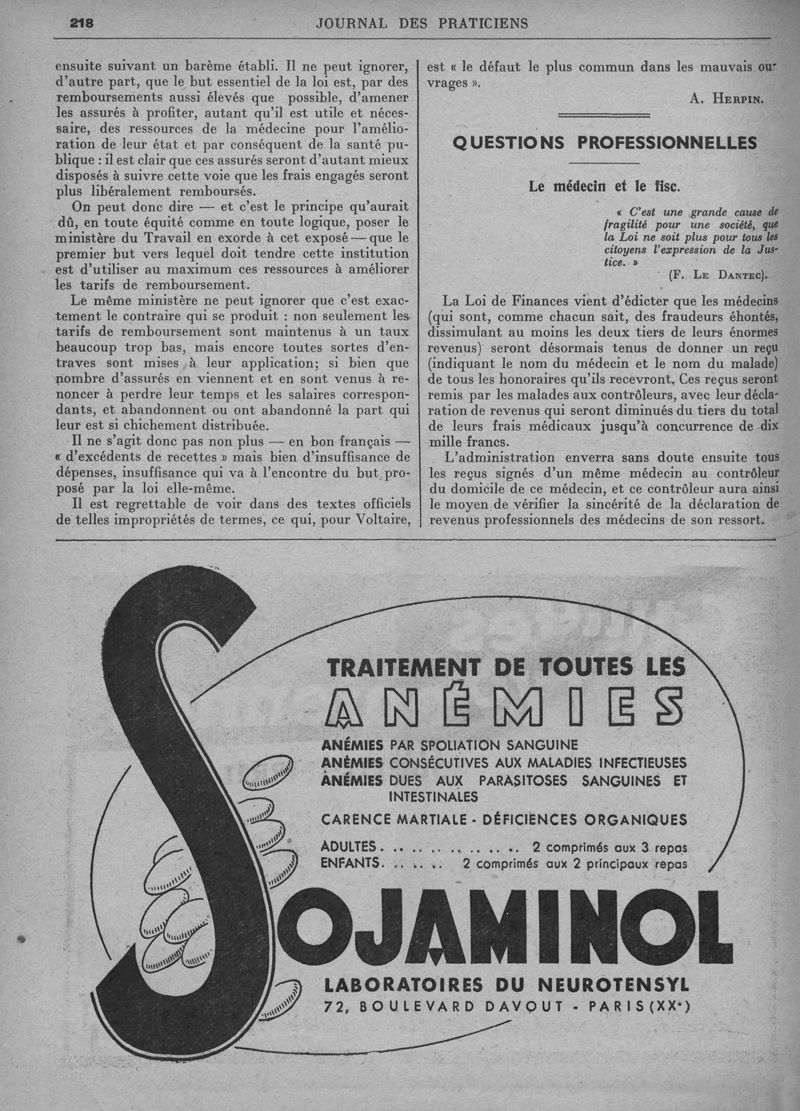 218
JOURNAL DES PRATICIENS
ensuite suivant un barème établi. Il ne peut ignorer,
d'autre part, que le but essentiel de la loi est, par des
remboursements aussi élevés que possible, d'amener
les assurés à profiter, autant qu'il est utile et néces-
saire, des ressources de la médecine pour l'amélio-
ration de leur état et par conséquent de la santé pu-
blique : il est clair que ces assurés seront d'autant mieux
disposés à suivre cette voie que les frais engagés seront
plus libéralement remboursés.
On peut donc dire — et c'est le principe qu'aurait
dû, en toute équité comme en toute logique, poser le
ministère du Travail en exorde à cet exposé — que le
premier but vers lequel doit tendre cette institution
est d'utiliser au maximum ces ressources à améliorer
les tarifs de remboursement.
Le même ministère ne peut ignorer que c'est exac-
tement le contraire qui se produit : non seulement les
tarifs de remboursement sont maintenus à un taux
beaucoup trop bas, mais encore toutes sortes d'en-
traves sont mises à leur application; si bien que
nombre d'assurés en viennent et en sont venus à re-
noncer à perdre leur temps et les salaires correspon-
dants, et abandonnent ou ont abandonné la part qui
leur est si chichement distribuée.
Il ne s'agit donc pas non plus — en bon français —
« d'excédents de recettes » mais bien d'insuffisance de
dépenses, insuffisance qui va à l'encontre du but pro-
posé par la loi elle-même.
Il est regrettable de voir dans des textes officiels
de telles impropriétés de termes, ce qui, pour Voltaire,
est « le défaut le plus commun dans les mauvais ou-
vrages ».
A. HERPIN.
QUESTIONS PROFESSIONNELLES
Le médecin et le fisc.
« C'est une grande cause de
fragilité pour une société, que
la Loi ne soit plus pour tous les
citoyens l'expression de la Jus-
tice. »
(F. LE DANTEC).
La Loi de Finances vient d'édicter que les médecins
(qui sont, comme chacun sait, des fraudeurs éhontés,
dissimulant au moins les deux tiers de leurs énormes
revenus) seront désormais tenus de donner un reçu
(indiquant le nom du médecin et le nom du malade)
de tous les honoraires qu'ils recevront. Ces reçus seront
remis par les malades aux contrôleurs, avec leur décla-
ration de revenus qui seront diminués du tiers du total
de leurs frais médicaux jusqu'à concurrence de dix
mille francs.
L'administration enverra sans doute ensuite tous
les reçus signés d'un même médecin au contrôleur
du domicile de ce médecin, et ce contrôleur aura ainsi
le moyen de vérifier la sincérité de la déclaration de
revenus professionnels des médecins de son ressort.
TRAITEMENT DE TOUTES LES
ANÉMIES
ANÉMIES PAR SPOLIATION SANGUINE
ANÉMIES CONSÉCUTIVES AUX MALADIES INFECTIEUSES
ANÉMIES DUES AUX PARASITOSES SANGUINES ET
INTESTINALES
CARENCE MARTIALE - DÉFICIENCES ORGANIQUES
ADULTES. . . . . . . . . . . . . . 2 comprimés aux 3 repas
ENFANTS. . . . . . 2 comprimés aux 2 principaux repas
SOJAMINOL
LABORATOIRES DU NEUROTENSYL
72, BOULEVARD DAVOUT - PARIS (XXe)